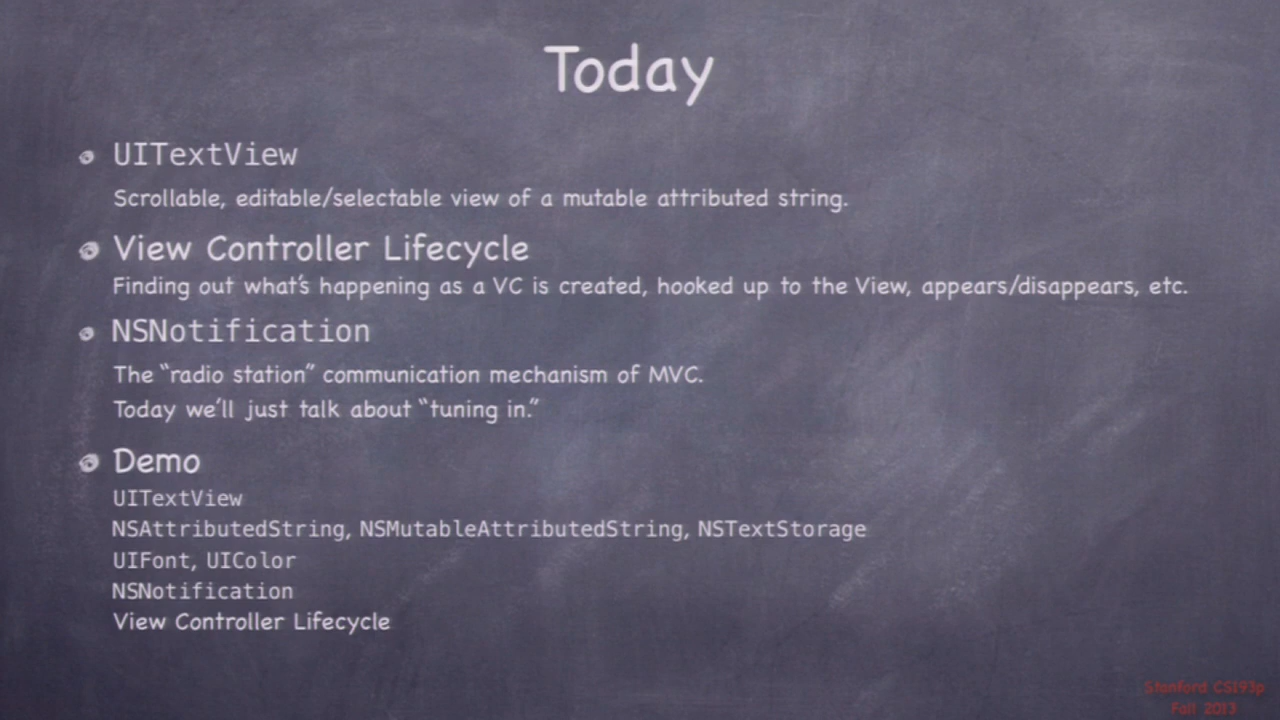 Today
UITextView
Scrollable, editable/selectable view of a mutable attributed string.
View Controller Lifecycle
Finding out what's happening as a VC is created, hooked up to the View, appears/disappears, etc.
NSNotification
The “radio station” communication mechanism of MVC.
Today we'll just talk about “tuning in.”
Demo
UITextView
NSAttributedString, NSMutableAttributedString, NSTextStorage
UIFont, UIColor
NSNotification
View Controller Lifecycle
Stanford CS193p
Fall 2013